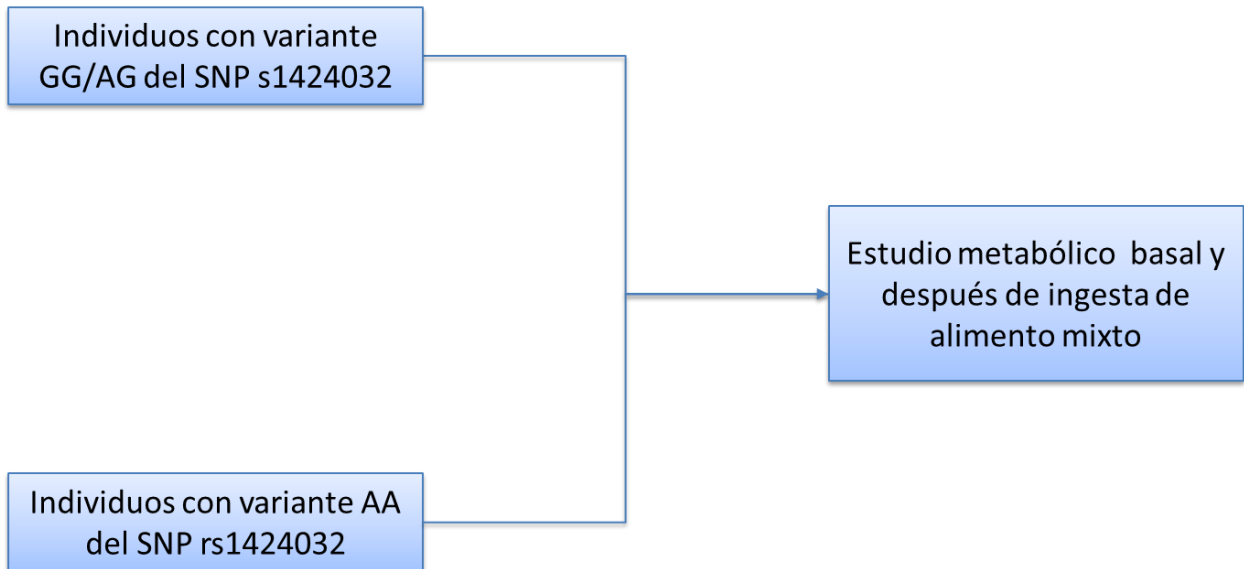 Individuos con variante
GG/AG del SNP s1424032
Estudio metabólico basal y
después de ingesta de
alimento mixto
Individuos con variante AA
del SNP rs1424032